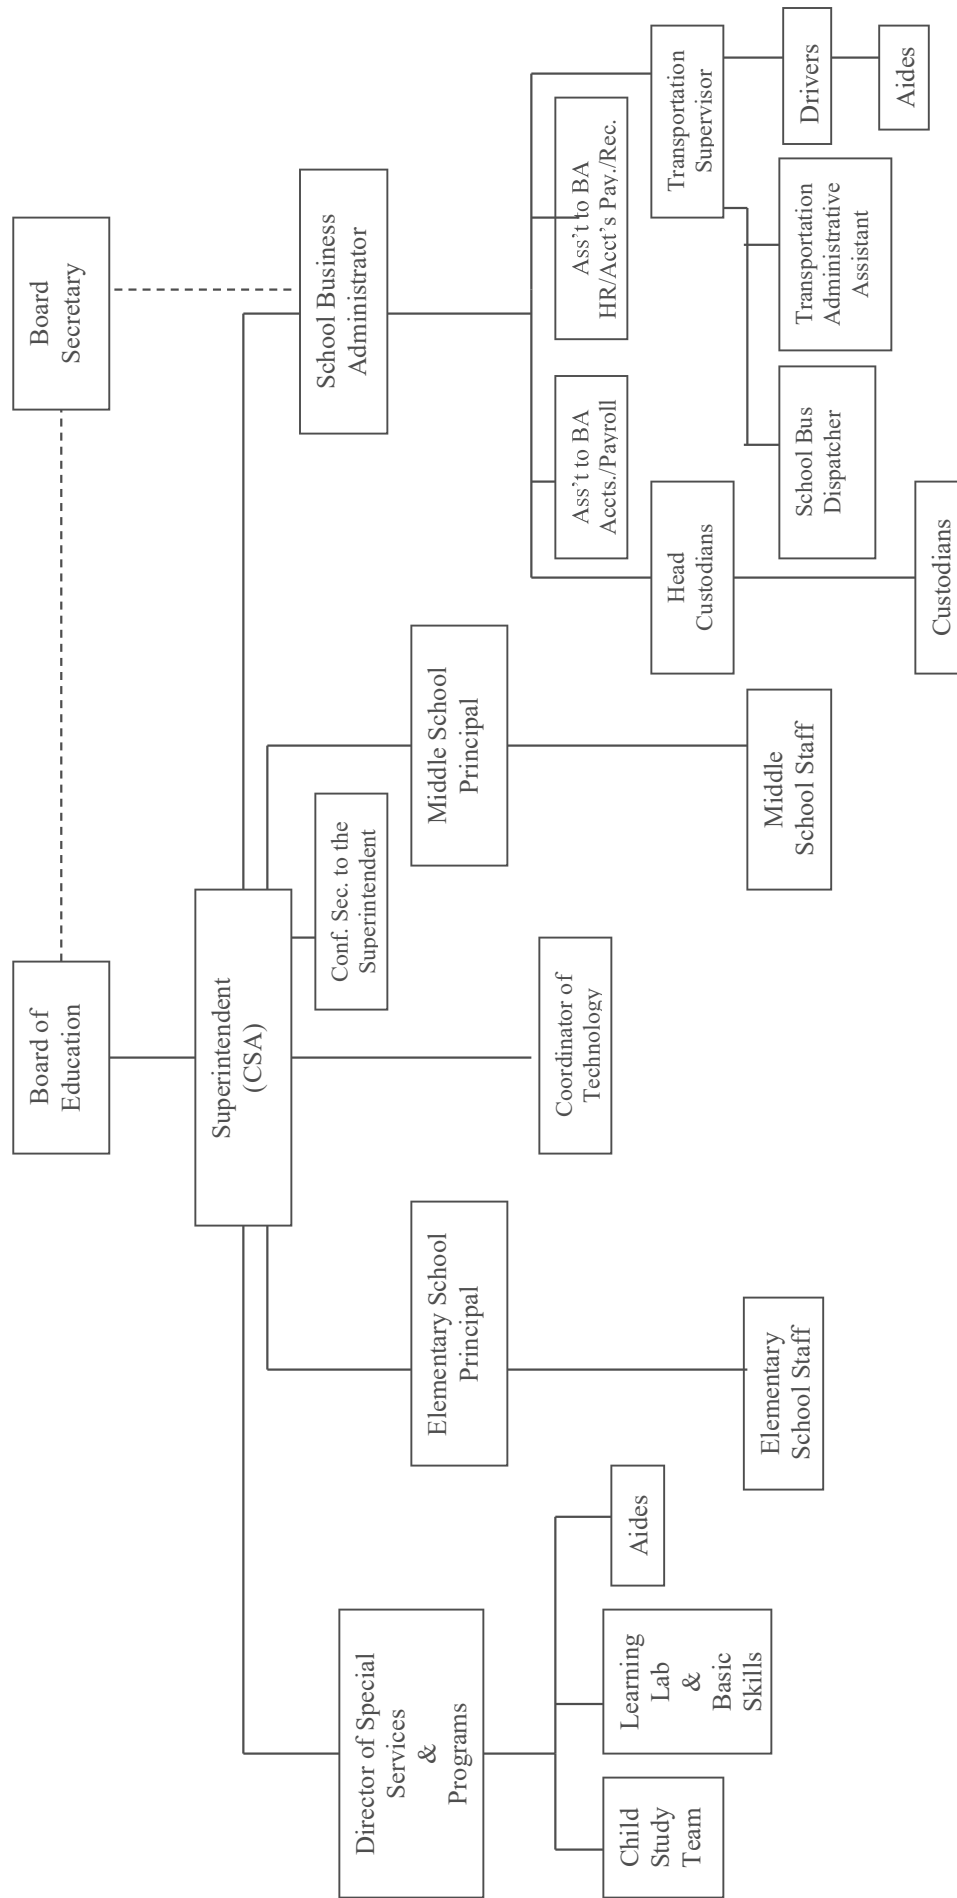 Board of
Education
Board
Secretary
Superintendent
(CSA)
Conf. Sec. to the
Superintendent
School Business
Administrator
Director of Special
Services
&
Programs
Elementary School
Principal
Middle School
Principal
Coordinator of
Technology
Ass't to BA
Accts./Payroll
Ass't to BA
HR/Acct's Pay./Rec.
Child
Study
Team
Learning
Lab
&
Basic
Skills
Aides
Head
Custodians
Transportation
Supervisor
Elementary
School Staff
Middle
School Staff
School Bus
Dispatcher
Transportation
Administrative
Assistant
Drivers
Aides
Custodians